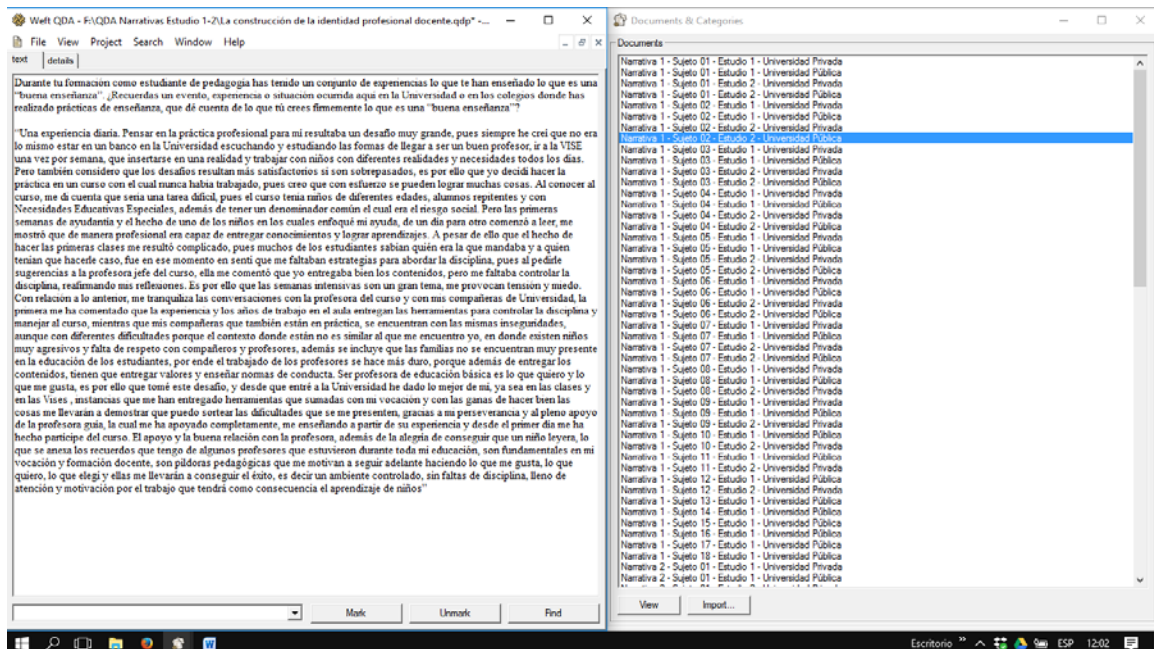 Weft QDA - F:\QDA Narrativas Estudio 1-2\La construcción de la identidad profesional docente.qdp* -...
File View Project Search Window Help
text details
Durante tu formación como estudiante de pedagogía has tenido un conjunto de experiencias lo que te han enseñado lo que es una
“buena enseñanza”. ¿Recuerdas un evento, experiencia o situación ocurrida aquí en la Universidad o en los colegios donde has
realizado prácticas de enseñanza, que dé cuenta de lo que tú crees firmemente lo que es una “buena enseñanza”?
“Una experiencia diaria. Pensar en la práctica profesional para mi resultaba un desafío muy grande, pues siempre he creí que no era
lo mismo estar en un banco en la Universidad escuchando y estudiando las formas de llegar a ser un buen profesor, ir a la VISE
una vez por semana, que insertarse en una realidad y trabajar con niños con diferentes realidades y necesidades todos los días.
Pero también considero que los desafíos resultan más satisfactorios si son sobrepasados, es por ello que yo decidí hacer la
práctica en un curso con el cual nunca había trabajado, pues creo que con esfuerzo se pueden lograr muchas cosas. Al conocer al
curso, me di cuenta que sería una tarea difícil, pues el curso tenía niños de diferentes edades, alumnos repitentes y con
Necesidades Educativas Especiales, además de tener un denominador común el cual era el riesgo social. Pero las primeras
semanas de ayudantía y el hecho de uno de los niños en los cuales enfoqué mi ayuda, de un día para otro comenzó a leer, me
mostró que de manera profesional era capaz de entregar conocimientos y lograr aprendizajes. A pesar de ello que el hecho de
hacer las primeras clases me resultó complicado, pues muchos de los estudiantes sabían quién era la que mandaba y a quien
tenían que hacerle caso, fue en ese momento en sentí que me faltaban estrategias para abordar la disciplina, pues al pedirle
sugerencias a la profesora jefe del curso, ella me comentó que yo entregaba bien los contenidos, pero me faltaba controlar la
disciplina, reafirmando mis reflexiones. Es por ello que las semanas intensivas son un gran tema, me provocan tensión y miedo.
Con relación a lo anterior, me tranquiliza las conversaciones con la profesora del curso y con mis compañeras de Universidad, la
primera me ha comentado que la experiencia y los años de trabajo en el aula entregan las herramientas para controlar la disciplina y
manejar al curso, mientras que mis compañeras que también están en práctica, se encuentran con las mismas inseguridades,
aunque con diferentes dificultades porque el contexto donde están no es similar al que me encuentro yo, en donde existen niños
muy agresivos y falta de respeto con compañeros y profesores, además se incluye que las familias no se encuentran muy presente
en la educación de los estudiantes, por ende el trabajado de los profesores se hace más duro, porque además de entregar los
contenidos, tienen que entregar valores y enseñar normas de conducta. Ser profesora de educación básica es lo que quiero y lo
que me gusta, es por ello que tomé este desafío, y desde que entré a la Universidad he dado lo mejor de mi, ya sea en las clases y
en las Vises , instancias que me han entregado herramientas que sumadas con mi vocación y con las ganas de hacer bien las
cosas me llevarán a demostrar que puedo sortear las dificultades que se me presenten, gracias a mi perseverancia y al pleno apoyo
de la profesora guía, la cual me ha apoyado completamente, me enseñando a partir de su experiencia y desde el primer día me ha
hecho partícipe del curso. El apoyo y la buena relación con la profesora, además de la alegría de conseguir que un niño leyera, lo
que se anexa los recuerdos que tengo de algunos profesores que estuvieron durante toda mi educación, son fundamentales en mi
vocación y formación docente, son píldoras pedagógicas que me motivan a seguir adelante haciendo lo que me gusta, lo que
quiero, lo que elegí y ellas me llevarán a conseguir el éxito, es decir un ambiente controlado, sin faltas de disciplina, lleno de
atención y motivación por el trabajo que tendrá como consecuencia el aprendizaje de niños”
Mark Unmark Find
Documents & Categories
Documents
Narrativa 1 - Sujeto 01 - Estudio 1 - Universidad Privada
Narrativa 1 - Sujeto 01 - Estudio 1 - Universidad Pública
Narrativa 1 - Sujeto 01 - Estudio 2 - Universidad Privada
Narrativa 1 - Sujeto 01 - Estudio 2 - Universidad Pública
Narrativa 1 - Sujeto 02 - Estudio 1 - Universidad Privada
Narrativa 1 - Sujeto 02 - Estudio 1 - Universidad Pública
Narrativa 1 - Sujeto 02 - Estudio 2 - Universidad Privada
Narrativa 1 - Sujeto 02 - Estudio 2 - Universidad Pública
Narrativa 1 - Sujeto 03 - Estudio 1 - Universidad Privada
Narrativa 1 - Sujeto 03 - Estudio 1 - Universidad Pública
Narrativa 1 - Sujeto 03 - Estudio 2 - Universidad Privada
Narrativa 1 - Sujeto 03 - Estudio 2 - Universidad Pública
Narrativa 1 - Sujeto 04 - Estudio 1 - Universidad Privada
Narrativa 1 - Sujeto 04 - Estudio 1 - Universidad Pública
Narrativa 1 - Sujeto 04 - Estudio 2 - Universidad Privada
Narrativa 1 - Sujeto 04 - Estudio 2 - Universidad Pública
Narrativa 1 - Sujeto 05 - Estudio 1 - Universidad Privada
Narrativa 1 - Sujeto 05 - Estudio 1 - Universidad Pública
Narrativa 1 - Sujeto 05 - Estudio 2 - Universidad Privada
Narrativa 1 - Sujeto 05 - Estudio 2 - Universidad Pública
Narrativa 1 - Sujeto 06 - Estudio 1 - Universidad Privada
Narrativa 1 - Sujeto 06 - Estudio 1 - Universidad Pública
Narrativa 1 - Sujeto 06 - Estudio 2 - Universidad Privada
Narrativa 1 - Sujeto 06 - Estudio 2 - Universidad Pública
Narrativa 1 - Sujeto 07 - Estudio 1 - Universidad Privada
Narrativa 1 - Sujeto 07 - Estudio 1 - Universidad Pública
Narrativa 1 - Sujeto 07 - Estudio 2 - Universidad Privada
Narrativa 1 - Sujeto 07 - Estudio 2 - Universidad Pública
Narrativa 1 - Sujeto 08 - Estudio 1 - Universidad Privada
Narrativa 1 - Sujeto 08 - Estudio 1 - Universidad Pública
Narrativa 1 - Sujeto 08 - Estudio 2 - Universidad Privada
Narrativa 1 - Sujeto 09 - Estudio 1 - Universidad Privada
Narrativa 1 - Sujeto 09 - Estudio 1 - Universidad Pública
Narrativa 1 - Sujeto 09 - Estudio 2 - Universidad Privada
Narrativa 1 - Sujeto 10 - Estudio 1 - Universidad Pública
Narrativa 1 - Sujeto 10 - Estudio 2 - Universidad Privada
Narrativa 1 - Sujeto 11 - Estudio 1 - Universidad Pública
Narrativa 1 - Sujeto 11 - Estudio 2 - Universidad Privada
Narrativa 1 - Sujeto 12 - Estudio 1 - Universidad Pública
Narrativa 1 - Sujeto 12 - Estudio 2 - Universidad Privada
Narrativa 1 - Sujeto 13 - Estudio 1 - Universidad Pública
Narrativa 1 - Sujeto 14 - Estudio 1 - Universidad Pública
Narrativa 1 - Sujeto 15 - Estudio 1 - Universidad Pública
Narrativa 1 - Sujeto 16 - Estudio 1 - Universidad Pública
Narrativa 1 - Sujeto 17 - Estudio 1 - Universidad Pública
Narrativa 1 - Sujeto 18 - Estudio 1 - Universidad Pública
Narrativa 2 - Sujeto 01 - Estudio 1 - Universidad Privada
Narrativa 2 - Sujeto 01 - Estudio 1 - Universidad Pública
View Import...
Escritorio ESP 12:02